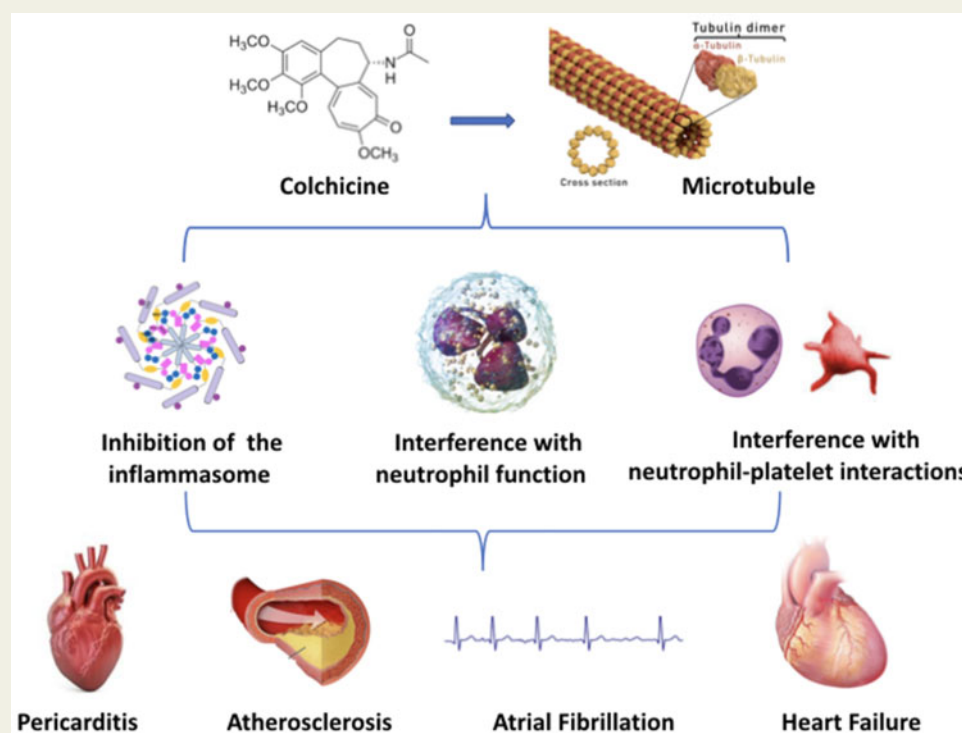 Tubulin dimer
α-Tubulin
β-Tubulin
H₃CO
O
N
H
H₃CO
H₃CO
O
OCH₃
Cross section
Colchicine
Microtubule
Inhibition of the
inflammasome
Interference with
neutrophil function
Interference with
neutrophil-platelet interactions
Pericarditis
Atherosclerosis
Atrial Fibrillation
Heart Failure